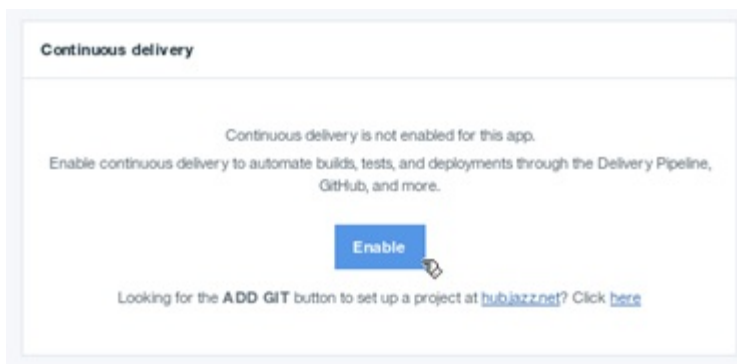 Continuous delivery
Continuous delivery is not enabled for this app.
Enable continuous delivery to automate builds, tests, and deployments through the Delivery Pipeline,
GitHub, and more.
Enable
Looking for the ADD GIT button to set up a project at hub.jazz.net? Click here